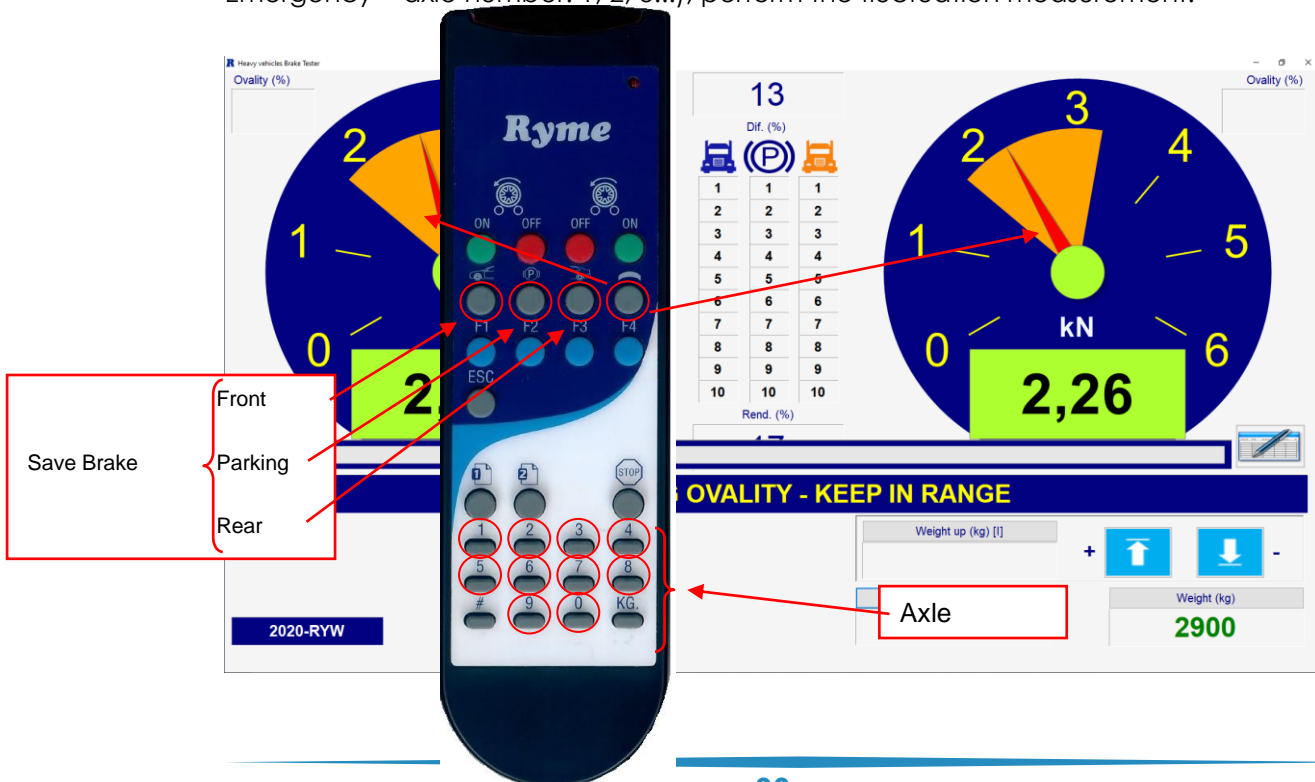 Heavy vehicles Brake Tester
Ovality (%)
Ovality (%)
2
1
0
2,
13
Dif. (%)
1 1 1
2 2 2
3 3 3
4 4 4
5 5 5
6 6 6
7 7 7
8 8 8
9 9 9
10 10 10
Rend. (%)
17
0
1
2
3
4
5
6
kN
2,26
OVALITY - KEEP IN RANGE
Weight up (kg) [I]
+
-
Weight (kg)
2900
2020-RYW
Ryme
ON OFF OFF ON
(P)
F1 F2 F3 F4
ESC
1 2 STOP
1 2 3 4
5 6 7 8
# 9 0 KG.
Save Brake
Front
Parking
Rear
Axle